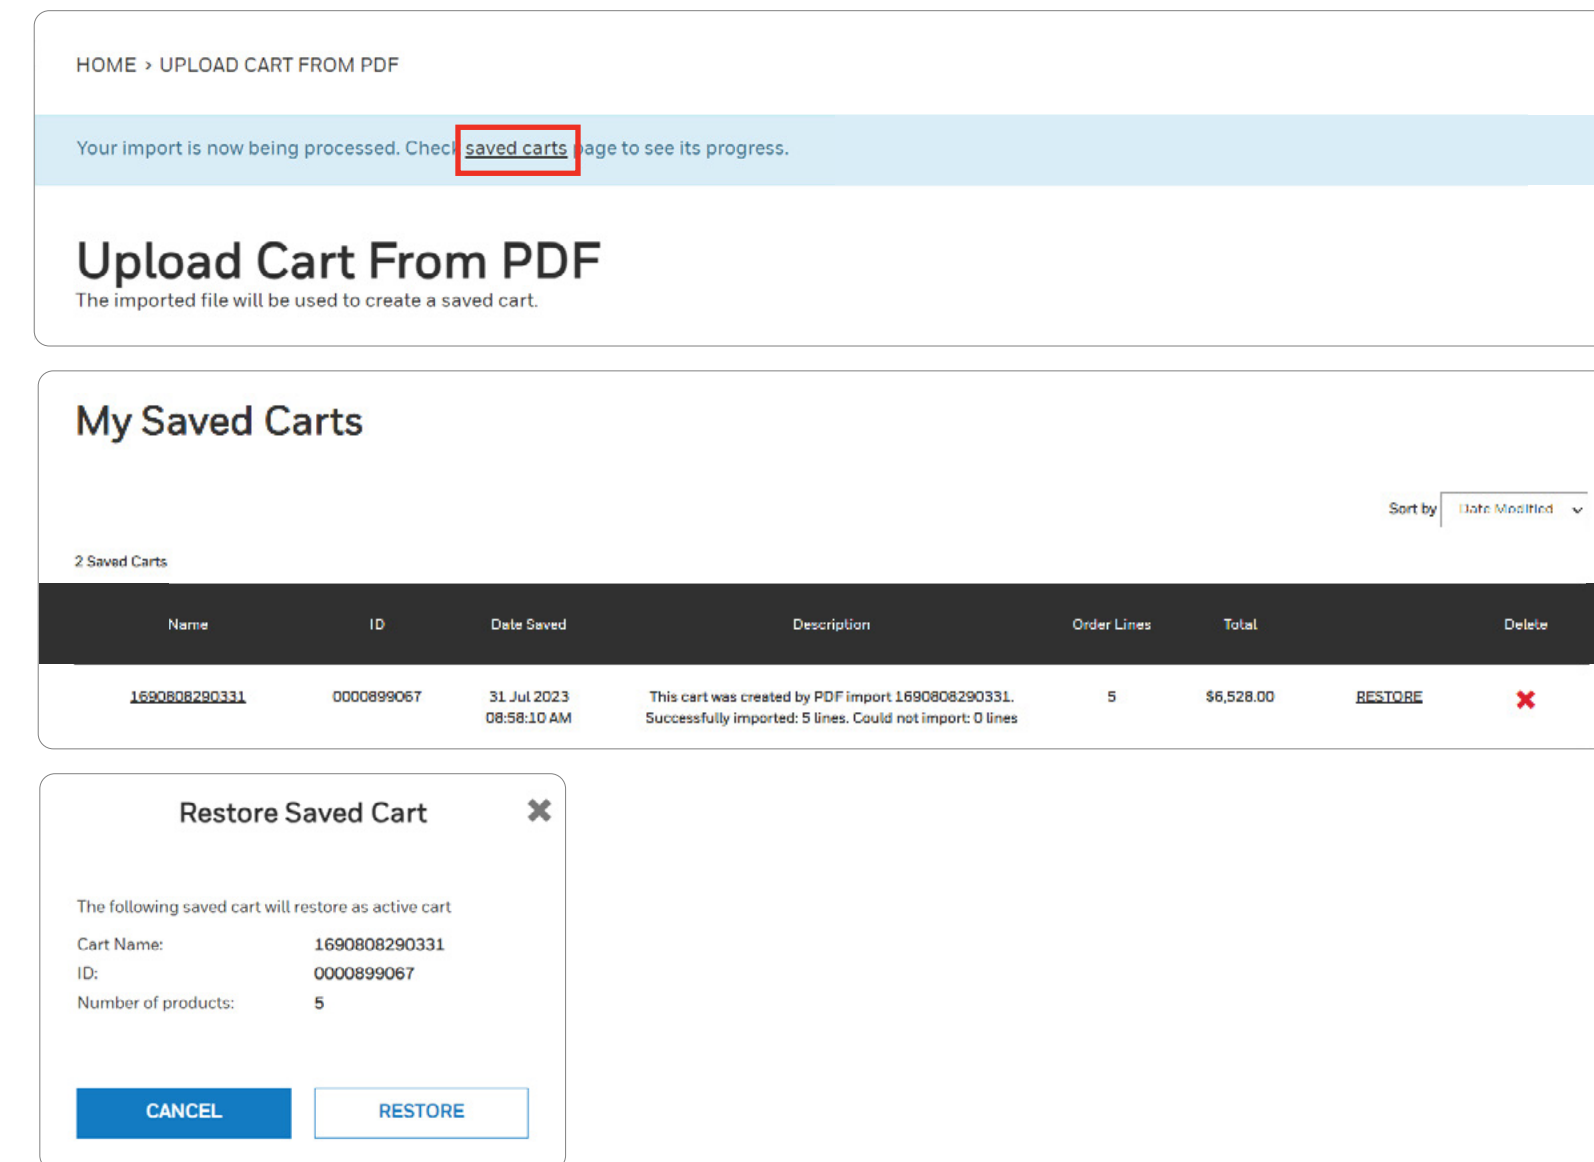 HOME › UPLOAD CART FROM PDF
Your import is now being processed. Check saved carts page to see its progress.
Upload Cart From PDF
The imported file will be used to create a saved cart.
My Saved Carts
Sort by Date Modified
2 Saved Carts
Name ID Date Saved Description Order Lines Total Delete
1690808290331 0000899067 31 Jul 2023 This cart was created by PDF import 1690808290331. 5 $6,528.00 RESTORE
08:58:10 AM Successfully imported: 5 lines. Could not import: 0 lines
Restore Saved Cart
The following saved cart will restore as active cart
Cart Name: 1690808290331
ID: 0000899067
Number of products: 5
CANCEL RESTORE